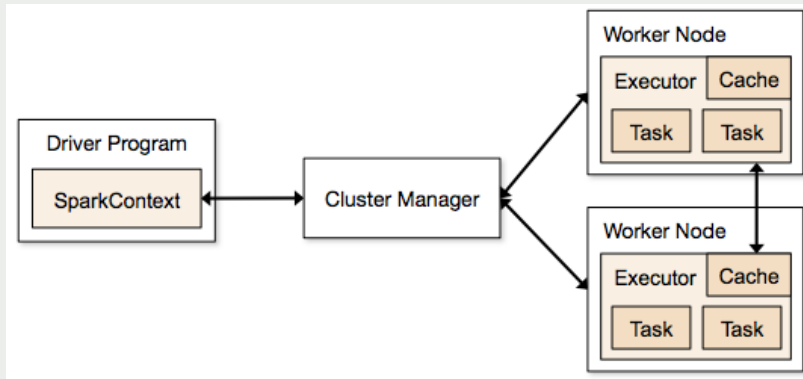 Driver Program
SparkContext
Cluster Manager
Worker Node
Executor
Cache
Task
Task
Worker Node
Executor
Cache
Task
Task